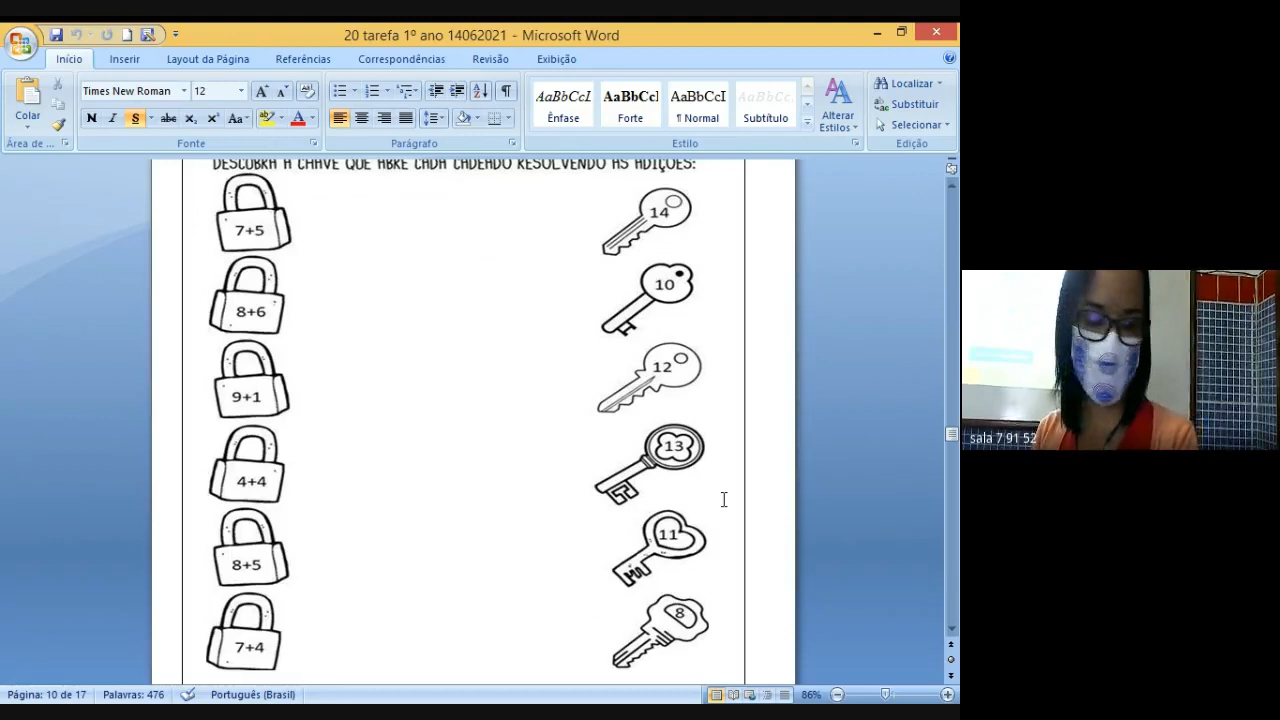 20 tarefa 1º ano 14062021 - Microsoft Word
Início Inserir Layout da Página Referências Correspondências Revisão Exibição
Colar
Times New Roman 12
N I S abc x₂ x² Aa
AaBbCcI AaBbCcI AaBbCcI AaBbCc
Ênfase Forte ¶ Normal Subtítulo
Alterar Estilos
Localizar
Substituir
Selecionar
Área de ... Fonte Parágrafo Estilo Edição
DESCUBRA A CHAVE QUE ABRE CADA CADEADO RESOLVENDO AS ADIÇÕES:
7+5 14
8+6 10
9+1 12
4+4 13
8+5 11
7+4 8
sala 7 91 52
Página: 10 de 17 Palavras: 476 Português (Brasil) 86%